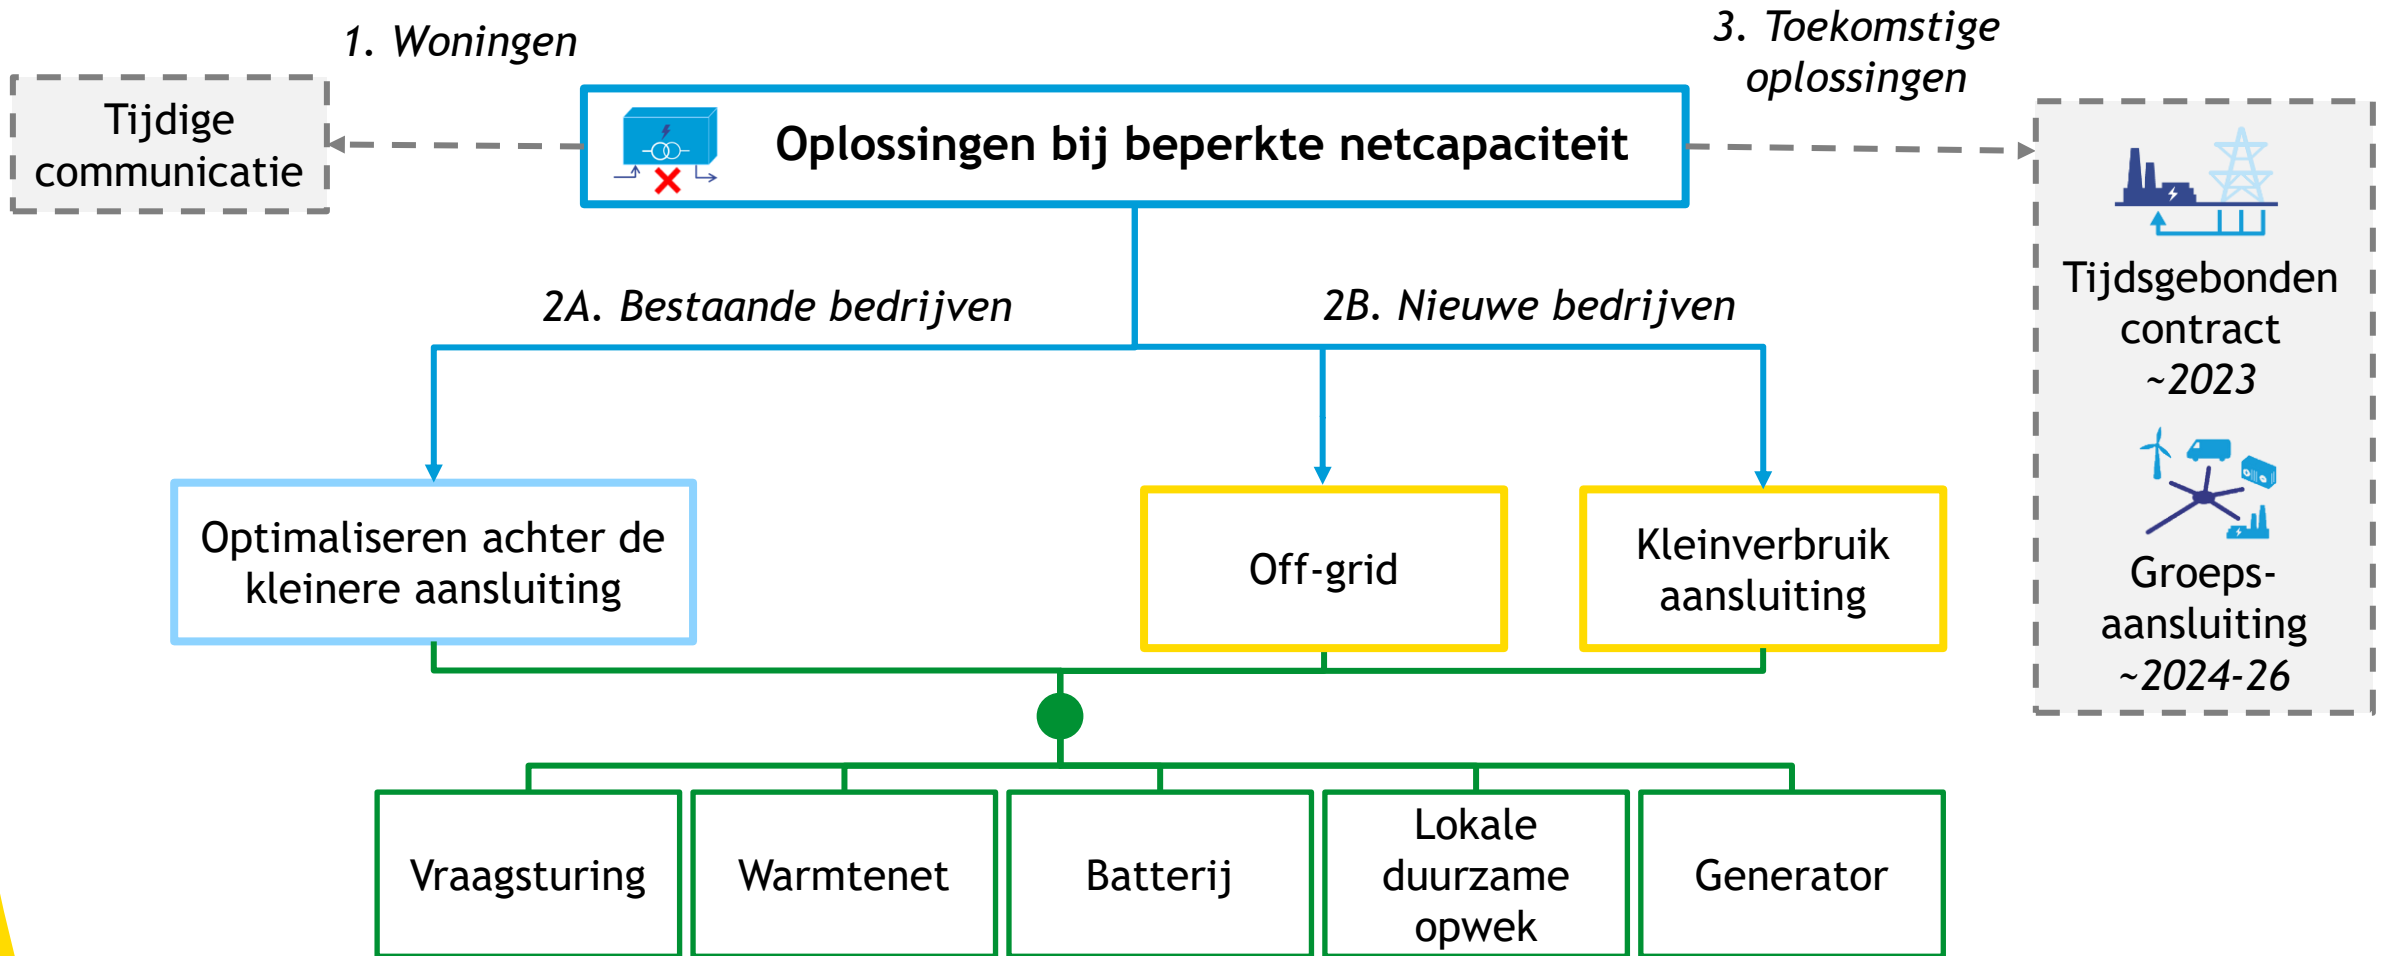 1. Woningen
3. Toekomstige
oplossingen
Tijdige
communicatie
Oplossingen bij beperkte netcapaciteit
Tijdsgebonden
contract
~2023
Groeps-
aansluiting
~2024-26
2A. Bestaande bedrijven
2B. Nieuwe bedrijven
Optimaliseren achter de
kleinere aansluiting
Off-grid
Kleinverbruik
aansluiting
Vraagsturing
Warmtenet
Batterij
Lokale
duurzame
opwek
Generator